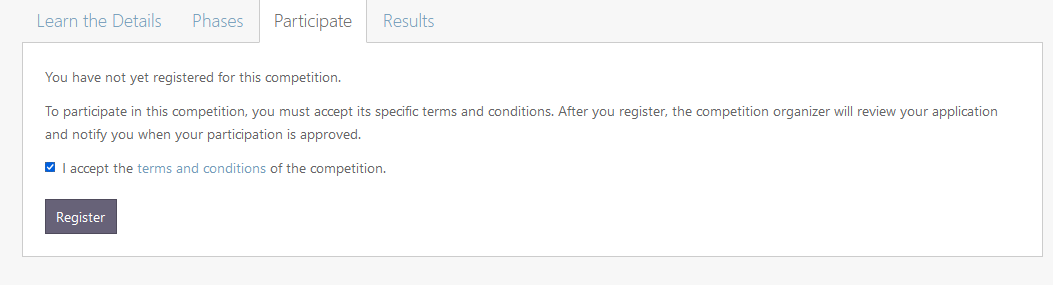 Learn the Details Phases Participate Results
You have not yet registered for this competition.
To participate in this competition, you must accept its specific terms and conditions. After you register, the competition organizer will review your application
and notify you when your participation is approved.
I accept the terms and conditions of the competition.
Register